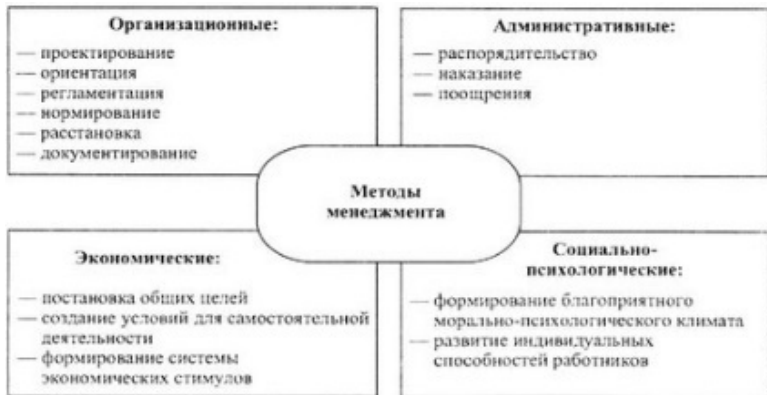 Организационные:
— проектирование
— ориентация
— регламентация
— нормирование
— расстановка
— документирование
Административные:
— распорядительство
— наказание
— поощрения
Методы
менеджмента
Экономические:
— постановка общих целей
— создание условий для самостоятельной
деятельности
— формирование системы
экономических стимулов
Социально-
психологические:
— формирование благоприятного
морально-психологического климата
— развитие индивидуальных
способностей работников